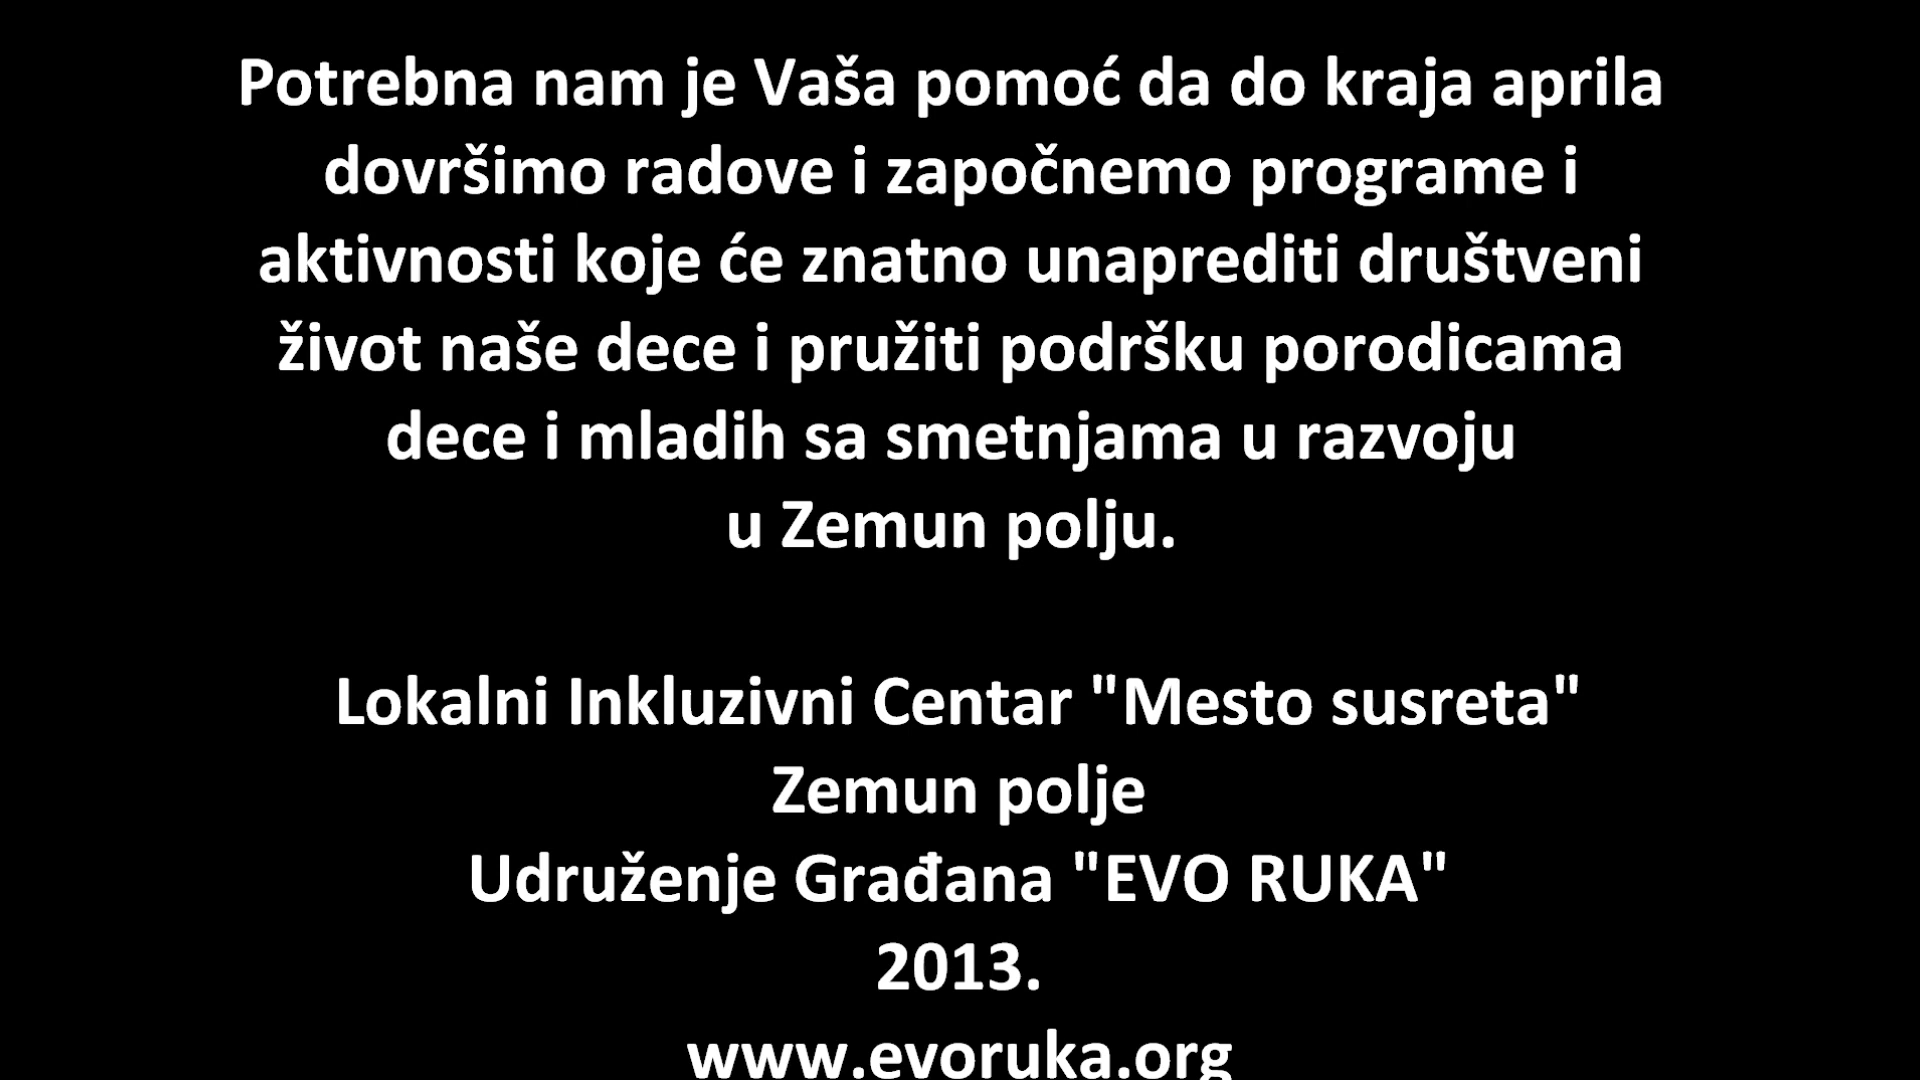 Potrebna nam je Vaša pomoć da do kraja aprila
dovršimo radove i započnemo programe i
aktivnosti koje će znatno unaprediti društveni
život naše dece i pružiti podršku porodicama
dece i mladih sa smetnjama u razvoju
u Zemun polju.
Lokalni Inkluzivni Centar "Mesto susreta"
Zemun polje
Udruženje Građana "EVO RUKA"
2013.
www.evoruka.org